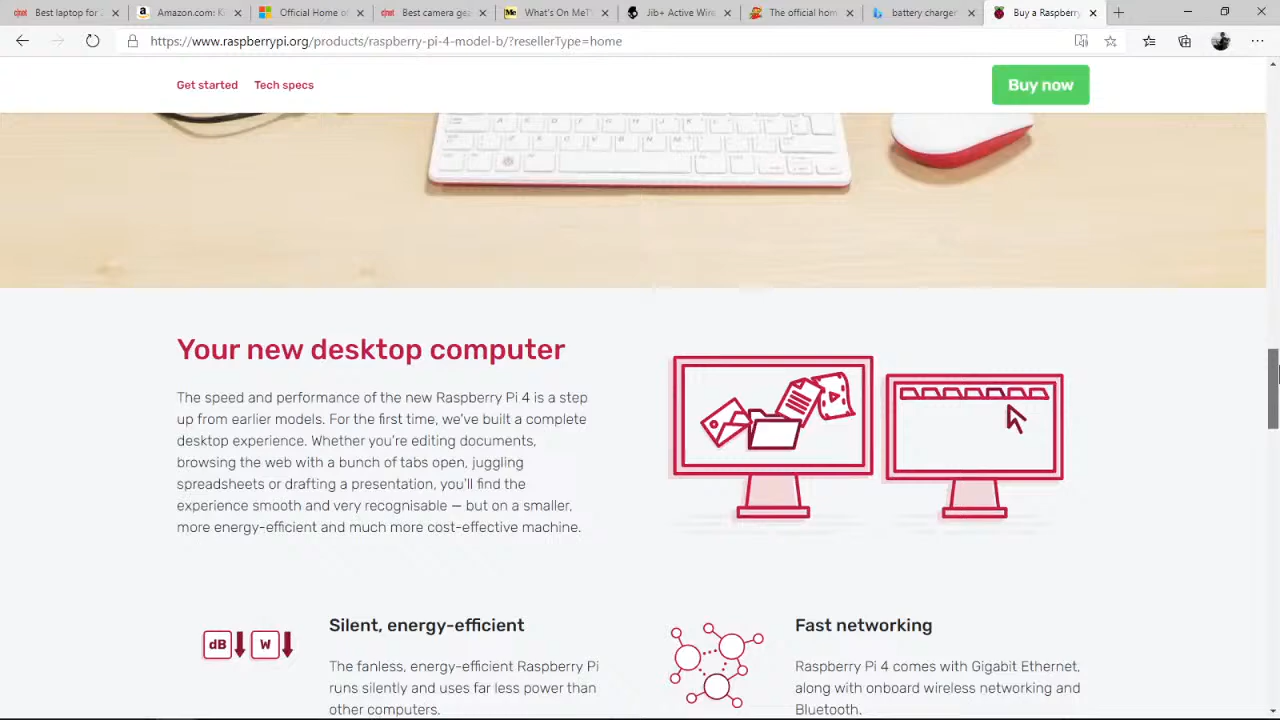 Best laptop for
Amazon.com: Ki
Official Home o
Best camera gea
What's On Me?
Jib+ Active Wire
The official hom
battery charger
Buy a Raspberry
https://www.raspberrypi.org/products/raspberry-pi-4-model-b/?resellerType=home
Get started Tech specs Buy now
Your new desktop computer
The speed and performance of the new Raspberry Pi 4 is a step
up from earlier models. For the first time, we've built a complete
desktop experience. Whether you're editing documents,
browsing the web with a bunch of tabs open, juggling
spreadsheets or drafting a presentation, you'll find the
experience smooth and very recognisable — but on a smaller,
more energy-efficient and much more cost-effective machine.
dB W
Silent, energy-efficient
The fanless, energy-efficient Raspberry Pi
runs silently and uses far less power than
other computers.
Fast networking
Raspberry Pi 4 comes with Gigabit Ethernet,
along with onboard wireless networking and
Bluetooth.